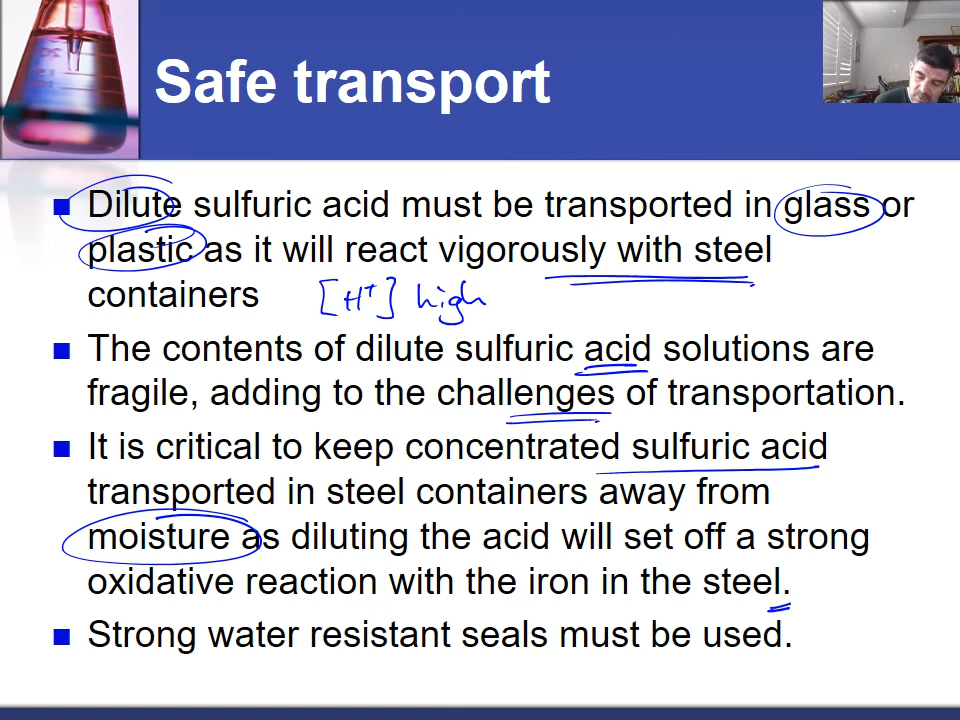 Safe transport
Dilute sulfuric acid must be transported in glass or
plastic as it will react vigorously with steel
containers [H⁺] high
The contents of dilute sulfuric acid solutions are
fragile, adding to the challenges of transportation.
It is critical to keep concentrated sulfuric acid
transported in steel containers away from
moisture as diluting the acid will set off a strong
oxidative reaction with the iron in the steel.
Strong water resistant seals must be used.